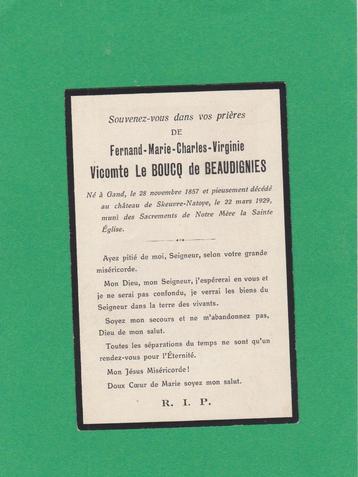 Souvenez-vous dans vos prières
DE
Fernand-Marie-Charles-Virginie
Vicomte Le BOUCQ de BEAUDIGNIES
Né à Gand, le 28 novembre 1857 et pieusement décédé
au château de Skeurre-Natoye, le 22 mars 1929,
muni des Sacrements de Notre Mère la Sainte
Église.
Ayez pitié de moi, Seigneur, selon votre grande
miséricorde.
Mon Dieu, mon Seigneur, j'espérerai en vous et
je ne serai pas confondu, je verrai les biens du
Seigneur dans la terre des vivants.
Soyez mon secours et ne m'abandonnez pas,
Dieu de mon salut.
Toutes les séparations du temps ne sont qu'un
rendez-vous pour l'Éternité.
Mon Jésus Miséricorde!
Doux Cœur de Marie soyez mon salut.
R. I. P.